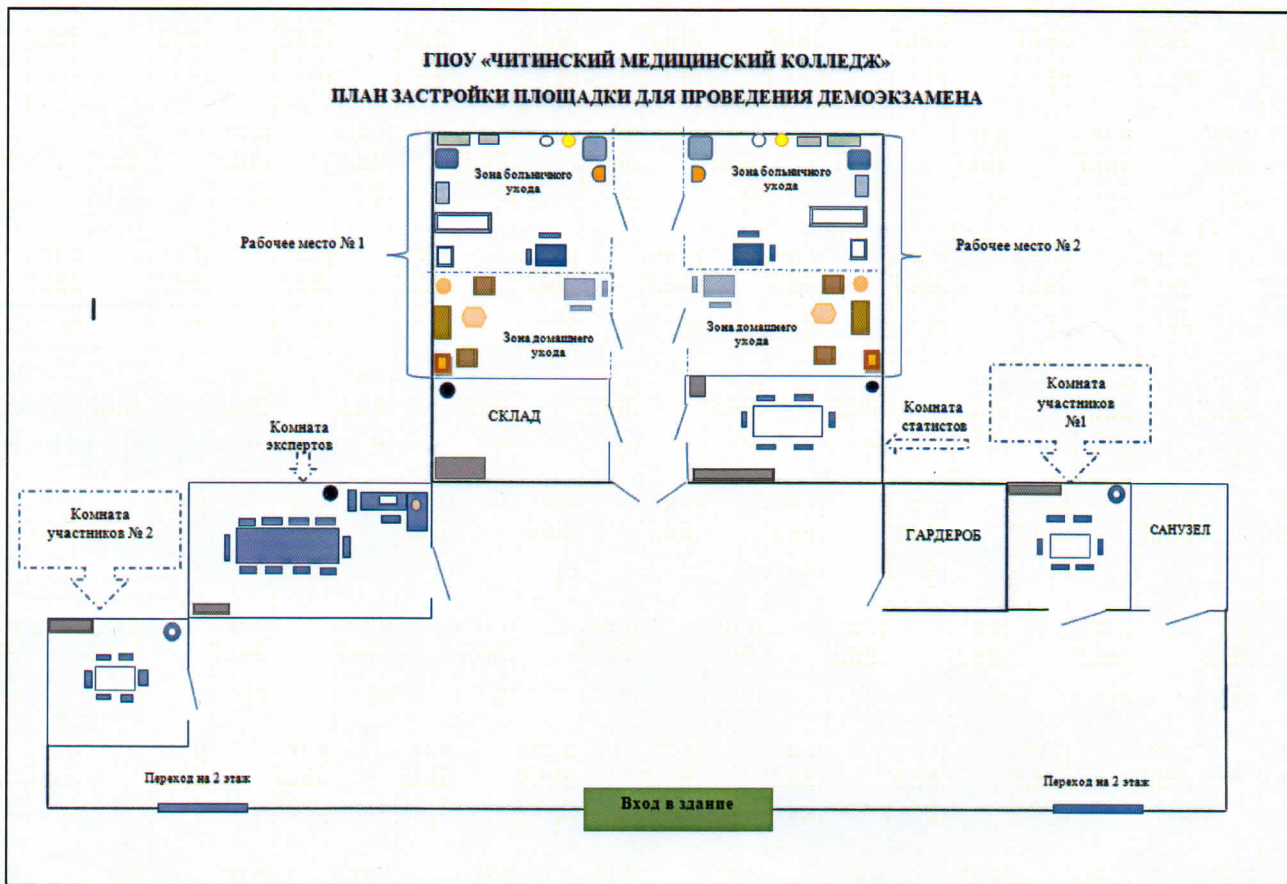 ГПОУ «ЧИТИНСКИЙ МЕДИЦИНСКИЙ КОЛЛЕДЖ»
ПЛАН ЗАСТРОЙКИ ПЛОЩАДКИ ДЛЯ ПРОВЕДЕНИЯ ДЕМОЭКЗАМЕНА
Зона больничного
ухода
Зона больничного
ухода
Рабочее место № 1
Рабочее место № 2
Зона домашнего
ухода
Зона домашнего
ухода
СКЛАД
Комната
экспертов
Комната
статистов
Комната
участников
№1
Комната
участников № 2
ГАРДЕРОБ
САНУЗЕЛ
Переход на 2 этаж
Вход в здание
Переход на 2 этаж